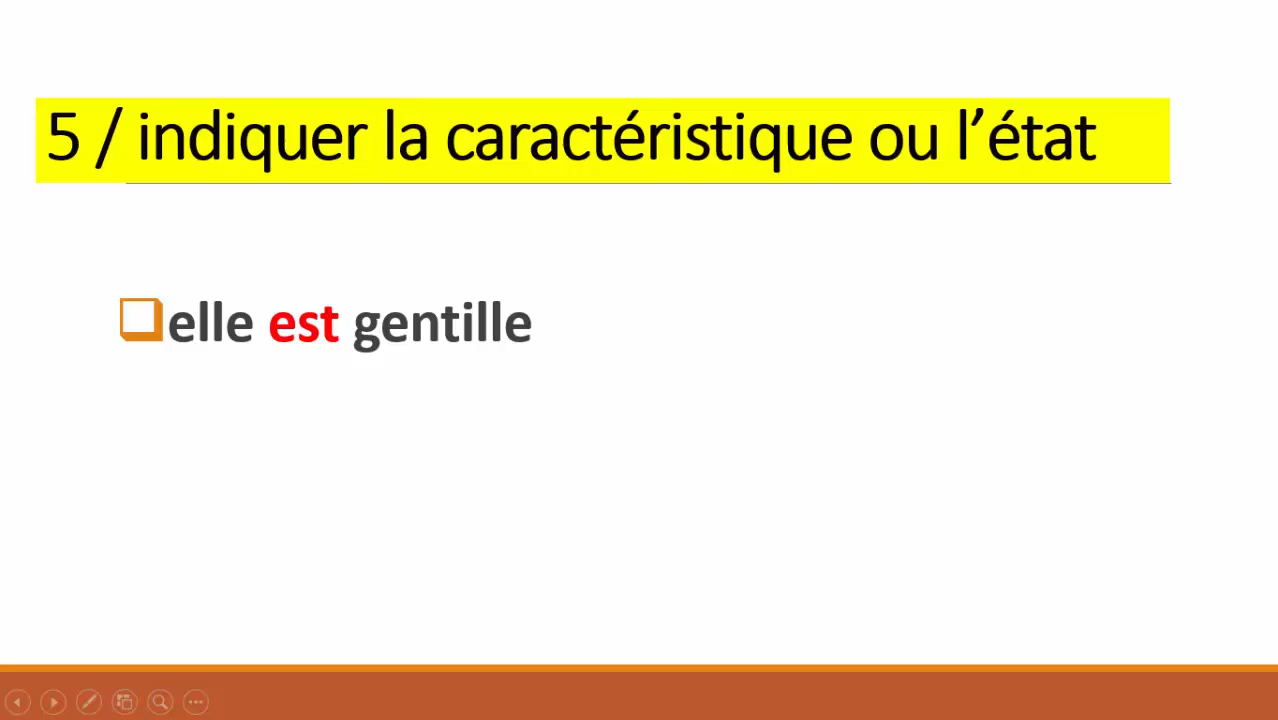 5 / indiquer la caractéristique ou l’état
elle est gentille